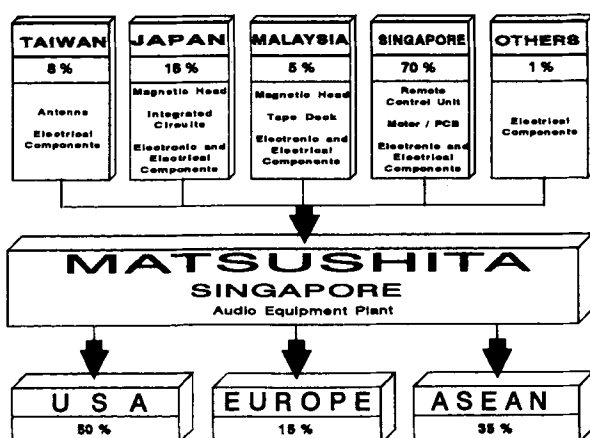 TAIWAN
8 %
Antenna
Electrical
Components
JAPAN
16 %
Magnetic Head
Integrated
Circuits
Electronic and
Electrical
Components
MALAYSIA
5 %
Magnetic Head
Tape Deck
Electronic and
Electrical
Components
SINGAPORE
70 %
Remote
Control Unit
Motor / PCB
Electronic and
Electrical
Components
OTHERS
1 %
Electrical
Components
MATSUSHITA
SINGAPORE
Audio Equipment Plant
USA
50 %
EUROPE
15 %
ASEAN
35 %